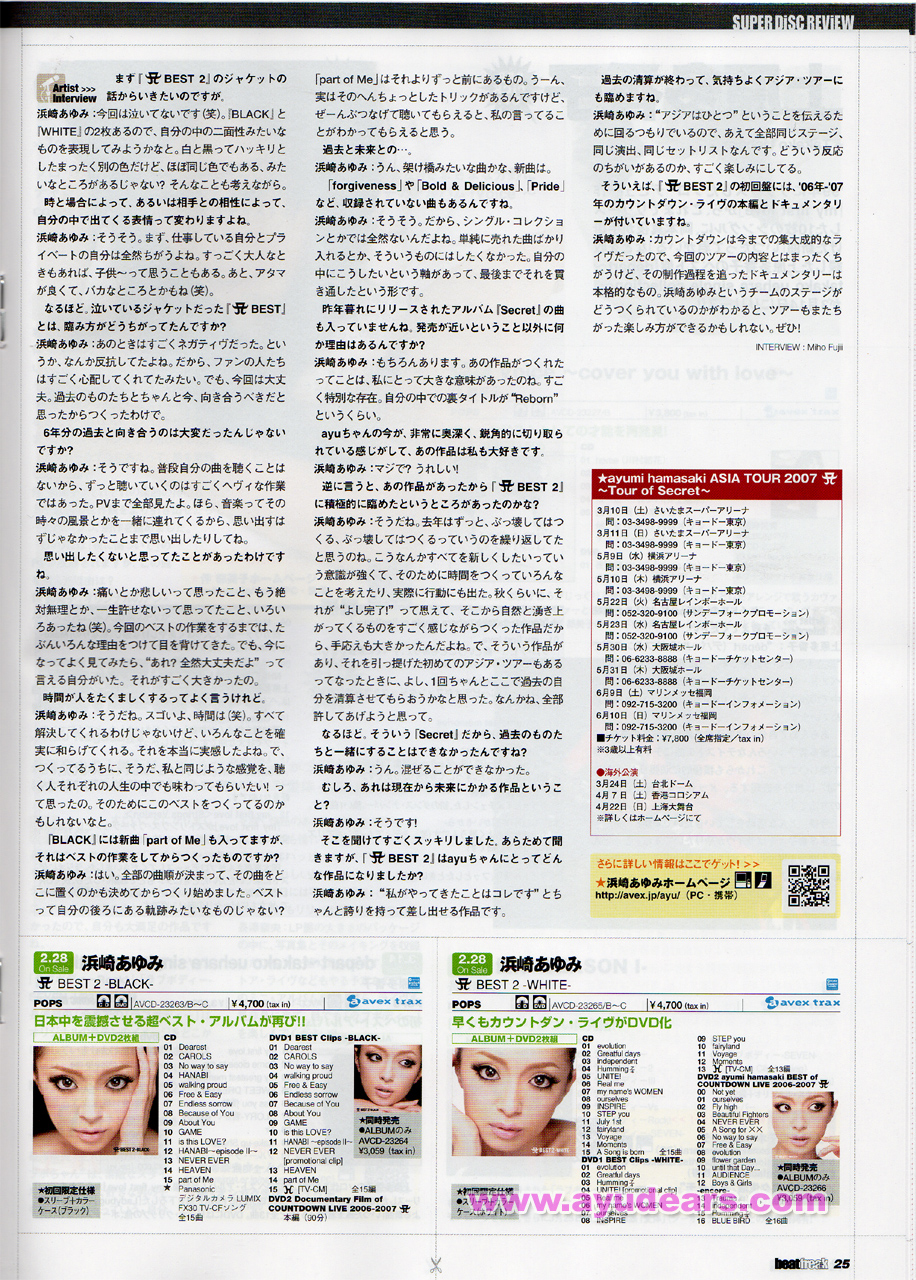 SUPER DiSC REViEW
Artist >>>
Interview
まず『A BEST 2』のジャケットの
話からいきたいのですが。
浜崎あゆみ：今回は泣いてないです(笑)。『BLACK』と
『WHITE』の2枚あるので、自分の中の二面性みたいな
ものを表現してみようかなと。白と黒ってハッキリと
したまったく別の色だけど、ほぼ同じ色でもある、みた
いなところがあるじゃない？ そんなことも考えながら。
時と場合によって、あるいは相手との相性によって、
自分の中で出てくる表情って変わりますよね。
浜崎あゆみ：そうそう。まず、仕事している自分とプラ
イベートの自分は全然ちがうよね。すっごく大人なと
きもあれば、子供〜って思うこともある。あと、アタマ
が良くて、バカなところとかもね(笑)。
なるほど。泣いているジャケットだった『A BEST』
とは、臨み方がどうちがってたんですか？
浜崎あゆみ：あのときはすごくネガティヴだった。とい
うか、なんか反抗してたよね。だから、ファンの人たち
はすごく心配してくれてたみたい。でも、今回は大丈
夫。過去のものたちとちゃんと今、向き合うべきだと
思ったからつくったわけで。
6年分の過去と向き合うのは大変だったんじゃない
ですか？
浜崎あゆみ：そうですね。普段自分の曲を聴くことは
ないから、ずっと聴いていくのはすごくヘヴィな作業
ではあった。PVまで全部見たよ。ほら、音楽ってその
時々の風景とかを一緒に連れてくるから、思い出すは
ずじゃなかったことまで思い出したりしてね。
思い出したくないと思ってたことがあったわけです
ね。
浜崎あゆみ：痛いとか悲しいって思ったこと、もう絶
対無理とか、一生許せないって思ってたこと、いろい
ろあったね(笑)。今回のベストの作業をするまでは、た
ぶんいろんな理由をつけて目を背けてきた。でも、今に
なってよく見てみたら、“あれ？ 全然大丈夫だよ” って
言える自分がいた。それがすごく大きかったの。
時間が人をたくましくするってよく言うけれど。
浜崎あゆみ：そうだね。スゴいよ、時間は(笑)。すべて
解決してくれるわけじゃないけど、いろんなことを確
実に和らげてくれる。それを本当に実感したよね。で、
つくってるうちに、そうだ、私と同じような感覚を、聴
く人それぞれの人生の中でも味わってもらいたい！ っ
て思ったの。そのためにこのベストをつくってるのか
もしれないなと。
『BLACK』には新曲「part of Me」も入ってますが、
それはベストの作業をしてからつくったものですか？
浜崎あゆみ：はい。全部の曲順が決まって、その曲をど
こに置くのかも決めてからつくり始めました。ベスト
って自分の後ろにある軌跡みたいなものじゃない？
「part of Me」はそれよりずっと前にあるもの。うーん、
実はそのへんちょっとしたトリックがあるんですけど、
ぜーんぶつなげて聴いてもらえると、私の言ってるこ
とがわかってもらえると思う。
過去と未来との…。
浜崎あゆみ：うん、架け橋みたいな曲かな、新曲は。
「forgiveness」や「Bold & Delicious」、「Pride」
など、収録されていない曲もあるんですね。
浜崎あゆみ：そうそう。だから、シングル・コレクショ
ンとかでは全然ないんだよね。単純に売れた曲ばかり
入れるとか、そういうものにはしたくなかった。自分の
中にこうしたいという軸があって、最後までそれを貫
き通したという形です。
昨年暮れにリリースされたアルバム『Secret』の曲
も入っていませんね。発売が近いということ以外に何
か理由はあるんですか？
浜崎あゆみ：もちろんあります。あの作品がつくれた
ってことは、私にとって大きな意味があったのね。すご
く特別な存在。自分の中での裏タイトルが“Reborn”
というくらい。
ayuちゃんの今が、非常に奥深く、鋭角的に切り取ら
れている感じがして、あの作品は私も大好きです。
浜崎あゆみ：マジで？ うれしい！
逆に言うと、あの作品があったから『A BEST 2』
に積極的に臨めたというところがあったりして？
浜崎あゆみ：そうだね。去年はずっと、ぶっ壊してはつ
くる、ぶっ壊してはつくるっていうのを繰り返してた
と思うのね。こうなんかすべてを新しくしたいってい
う意識が強くて、そのために時間をつくっていろんな
ことを考えたり、実際に行動にも出た。秋くらいに、そ
れが “よし完了！” って思えて、そこから自然と湧き上
がってくるものをすごく感じながらつくった作品だか
ら、手応えも大きかったんだよね。で、そういう作品が
あり、それを引っ提げた初めてのアジア・ツアーもある
ってなったときに、よし、1回ちゃんとここで過去の自
分を清算させてもらおうかなと思った。なんかね、全部
許してあげようと思って。
なるほど。そういう『Secret』だから、過去のものた
ちと一緒にすることはできなかったんですね？
浜崎あゆみ：うん。混ぜることができなかった。
むしろ、あれは現在から未来にかかる作品というこ
と？
浜崎あゆみ：そうです！
そこを聞けてすごくスッキリしました。あらためて聞
きますが、『A BEST 2』はayuちゃんにとってどん
な作品になりましたか？
浜崎あゆみ： “私がやってきたことはコレです”とち
ゃんと誇りを持って差し出せる作品です。
過去の清算が終わって、気持ちよくアジア・ツアーに
も臨めますね。
浜崎あゆみ：“アジアはひとつ” ということを伝えるた
めに回るつもりでいるので、あえて全部同じステージ、
同じ演出、同じセットリストなんです。どういう反応
のちがいがあるのか、すごく楽しみにしてる。
そういえば、『A BEST 2』の初回盤には、'06年-'07
年のカウントダウン・ライヴの本編とドキュメンタリ
ーが付いていますね。
浜崎あゆみ：カウントダウンは今までの集大成的なラ
イヴだったので、今回のツアーの内容とはまったくち
がうけど、その制作過程を追ったドキュメンタリーは
本格的なもの。浜崎あゆみというチームのステージが
どうつくられているのかがわかると、ツアーもまたち
がった楽しみ方ができるかもしれない。ぜひ！
INTERVIEW : Miho Fujii
★ayumi hamasaki ASIA TOUR 2007 A
〜Tour of Secret〜
3月10日（土）さいたまスーパーアリーナ
問：03-3498-9999（キョードー東京）
3月11日（日）さいたまスーパーアリーナ
問：03-3498-9999（キョードー東京）
5月9日（水）横浜アリーナ
問：03-3498-9999（キョードー東京）
5月10日（木）横浜アリーナ
問：03-3498-9999（キョードー東京）
5月22日（火）名古屋レインボーホール
問：052-320-9100（サンデーフォークプロモーション）
5月23日（水）名古屋レインボーホール
問：052-320-9100（サンデーフォークプロモーション）
5月30日（水）大阪城ホール
問：06-6233-8888（キョードーチケットセンター）
5月31日（木）大阪城ホール
問：06-6233-8888（キョードーチケットセンター）
6月9日（土）マリンメッセ福岡
問：092-715-3200（キョードーインフォメーション）
6月10日（日）マリンメッセ福岡
問：092-715-3200（キョードーインフォメーション）
■チケット料金：¥7,800（全席指定／tax in）
※3歳以上有料
●海外公演
3月24日（土）台北ドーム
4月7日（土）香港コロシアム
4月22日（日）上海大舞台
※詳しくはホームページにて
さらに詳しい情報はここでゲット！ >>
★浜崎あゆみホームページ
http://avex.jp/ayu/（PC・携帯）
2.28
On Sale
浜崎あゆみ
A BEST 2 -BLACK-
POPS
CD DVD AVCD-23263/B〜C ¥4,700 (tax in) avex trax
日本中を震撼させる超ベスト・アルバムが再び!!
ALBUM＋DVD2枚組
A BEST 2-BLACK
★初回限定仕様
●スリーブ＋カラー
ケース(ブラック)
CD
01 Dearest
02 CAROLS
03 No way to say
04 HANABI
05 walking proud
06 Free & Easy
07 Endless sorrow
08 Because of You
09 About You
10 GAME
11 is this LOVE?
12 HANABI〜episode II〜
13 NEVER EVER
14 HEAVEN
15 part of Me
★ Panasonic
デジタルカメラ LUMIX
FX30 TV-CFソング
全15曲
DVD1 BEST Clips -BLACK-
01 Dearest
02 CAROLS
03 No way to say
04 walking proud
05 Free & Easy
06 Endless sorrow
07 Because of You
08 About You
09 GAME
10 is this LOVE?
11 HANABI〜episode II〜
12 NEVER EVER
[promotional clip]
13 HEAVEN
14 part of Me
15 A [TV-CM] 全15編
DVD2 Documentary Film of
COUNTDOWN LIVE 2006-2007 A
本編（90分）
★同時発売
●ALBUMのみ
AVCD-23264
¥3,059 (tax in)
2.28
On Sale
浜崎あゆみ
A BEST 2 -WHITE-
POPS
CD DVD AVCD-23265/B〜C ¥4,700 (tax in) avex trax
早くもカウントダン・ライヴがDVD化
ALBUM＋DVD2枚組
A BEST 2-WHITE
★初回限定仕様
●スリーブ＋カラー
ケース(ホワイト)
CD
01 evolution
02 Greatful days
03 independent
04 Humming 7/4
05 UNITE!
06 Real me
07 my name's WOMEN
08 ourselves
09 INSPIRE
10 STEP you
11 July 1st
12 fairyland
13 Voyage
14 Moments
15 A Song is born 全15曲
DVD1 BEST Clips -WHITE-
01 evolution
02 Greatful days
03 Humming 7/4
07 ourselves
08 INSPIRE
09 STEP you
10 fairyland
11 Voyage
12 Moments
13 A [TV-CM] 全13編
DVD2 ayumi hamasaki BEST of
COUNTDOWN LIVE 2006-2007 A
00 Not yet
01 ourselves
02 Fly high
03 Beautiful Fighters
04 NEVER EVER
05 A Song for ××
06 No way to say
07 Free & Easy
08 evolution
09 flower garden
10 until that Day...
11 AUDIENCE
12 Boys & Girls
-encore-
15 Humming 7/4
16 BLUE BIRD 全16曲
★同時発売
●ALBUMのみ
AVCD-23266
¥3,059 (tax in)
www.ayudears.com
beatfreak 25